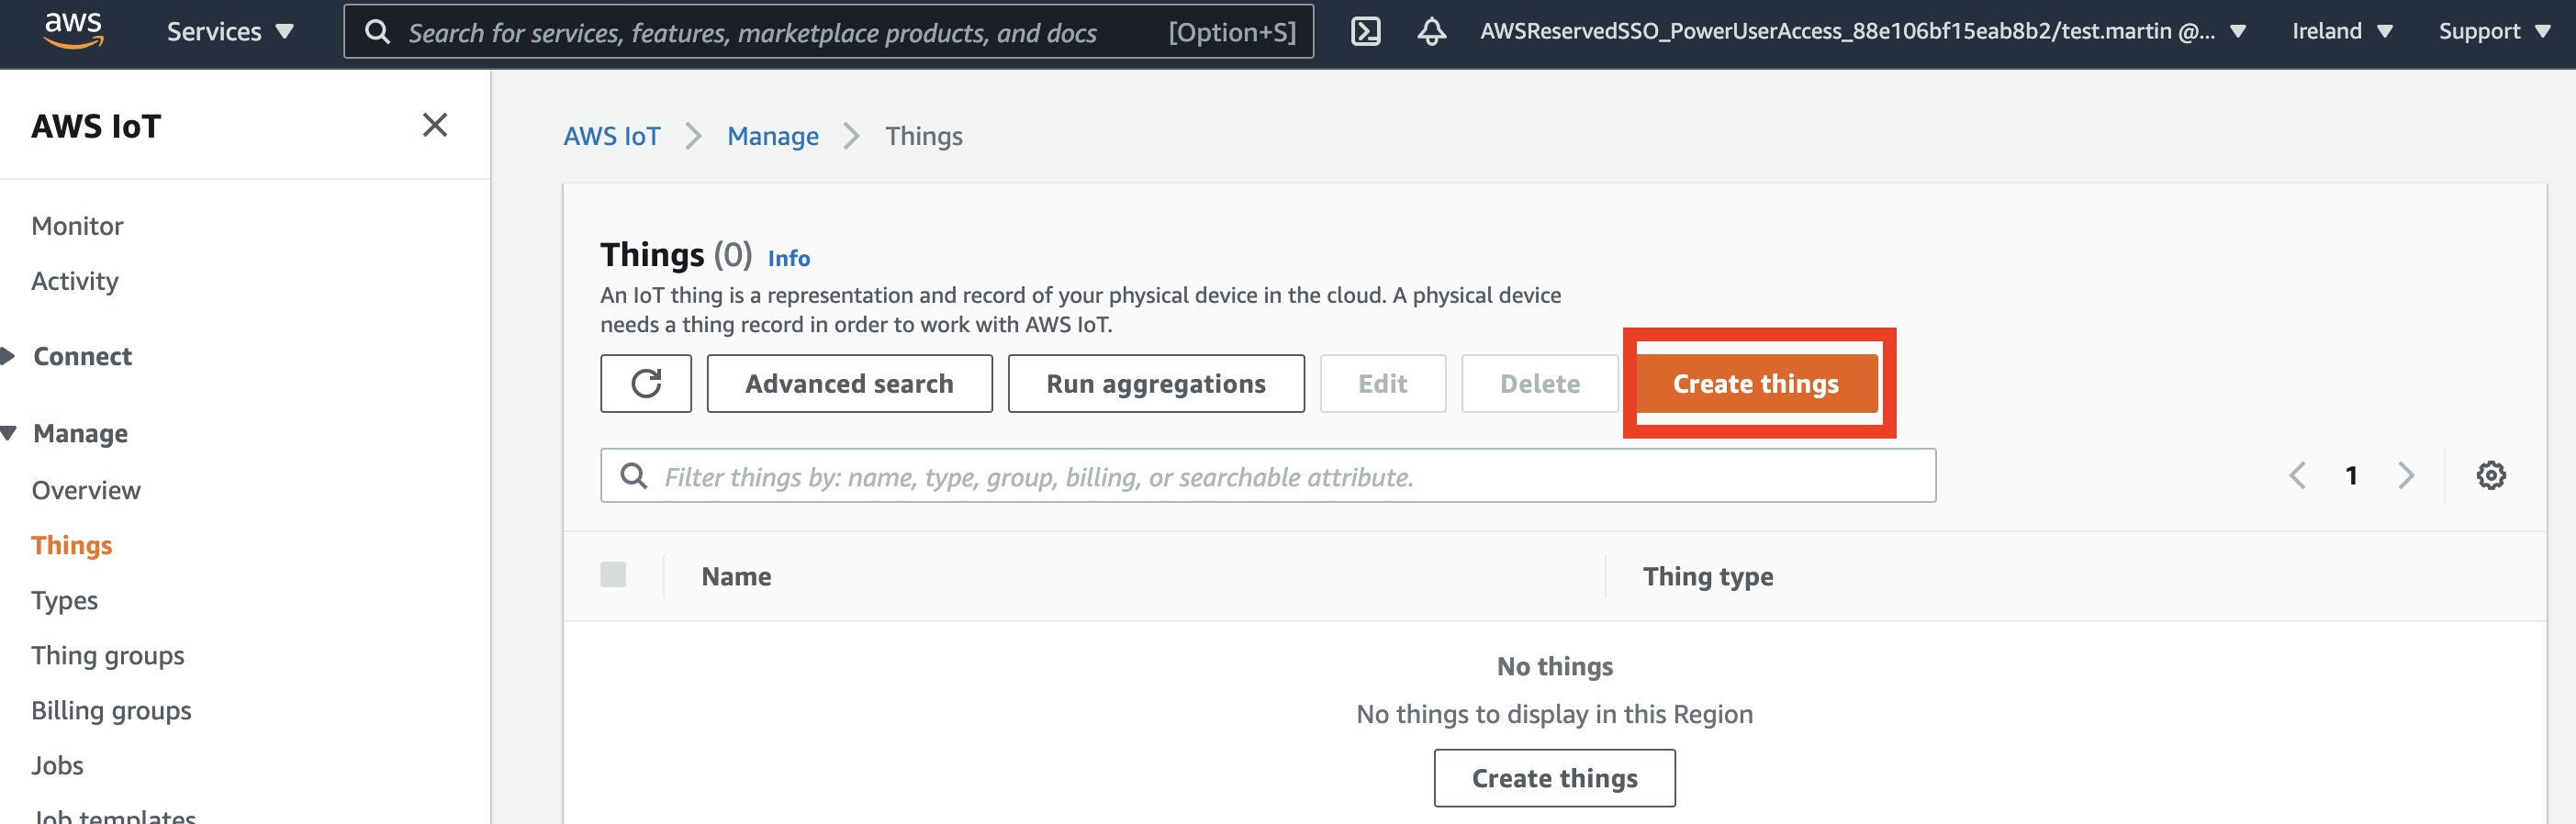 aws
Services
Search for services, features, marketplace products, and docs [Option+S]
AWSReservedSSO_PowerUserAccess_88e106bf15eab8b2/test.martin @...
Ireland
Support
AWS IoT
Monitor
Activity
Connect
Manage
Overview
Things
Types
Thing groups
Billing groups
Jobs
Job templates
AWS IoT > Manage > Things
Things (0) Info
An IoT thing is a representation and record of your physical device in the cloud. A physical device
needs a thing record in order to work with AWS IoT.
Advanced search
Run aggregations
Edit
Delete
Create things
Filter things by: name, type, group, billing, or searchable attribute.
1
Name
Thing type
No things
No things to display in this Region
Create things